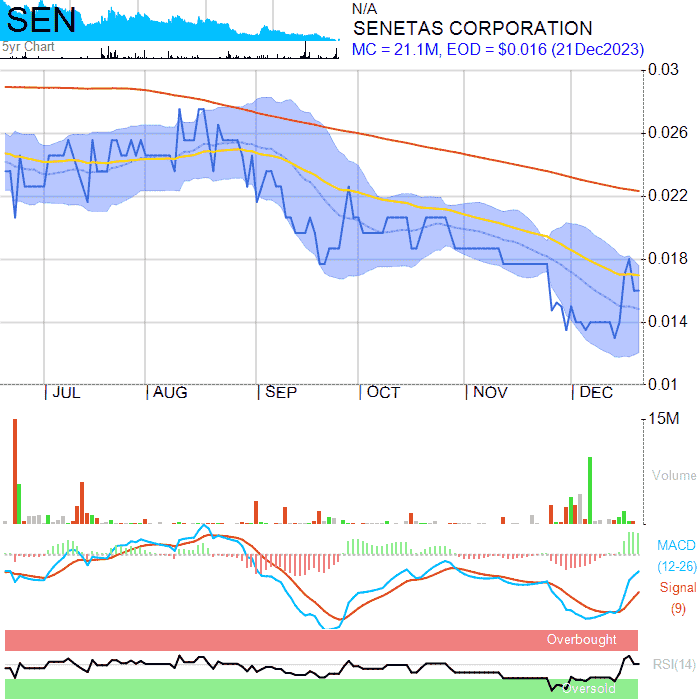 SEN
5yr Chart
N/A
SENETAS CORPORATION
MC = 21.1M, EOD = $0.016 (21Dec2023)
0.03
0.026
0.022
0.018
0.014
0.01
JUL
AUG
SEP
OCT
NOV
DEC
15M
Volume
MACD
(12-26)
Signal
(9)
Overbought
RSI(14)
Oversold